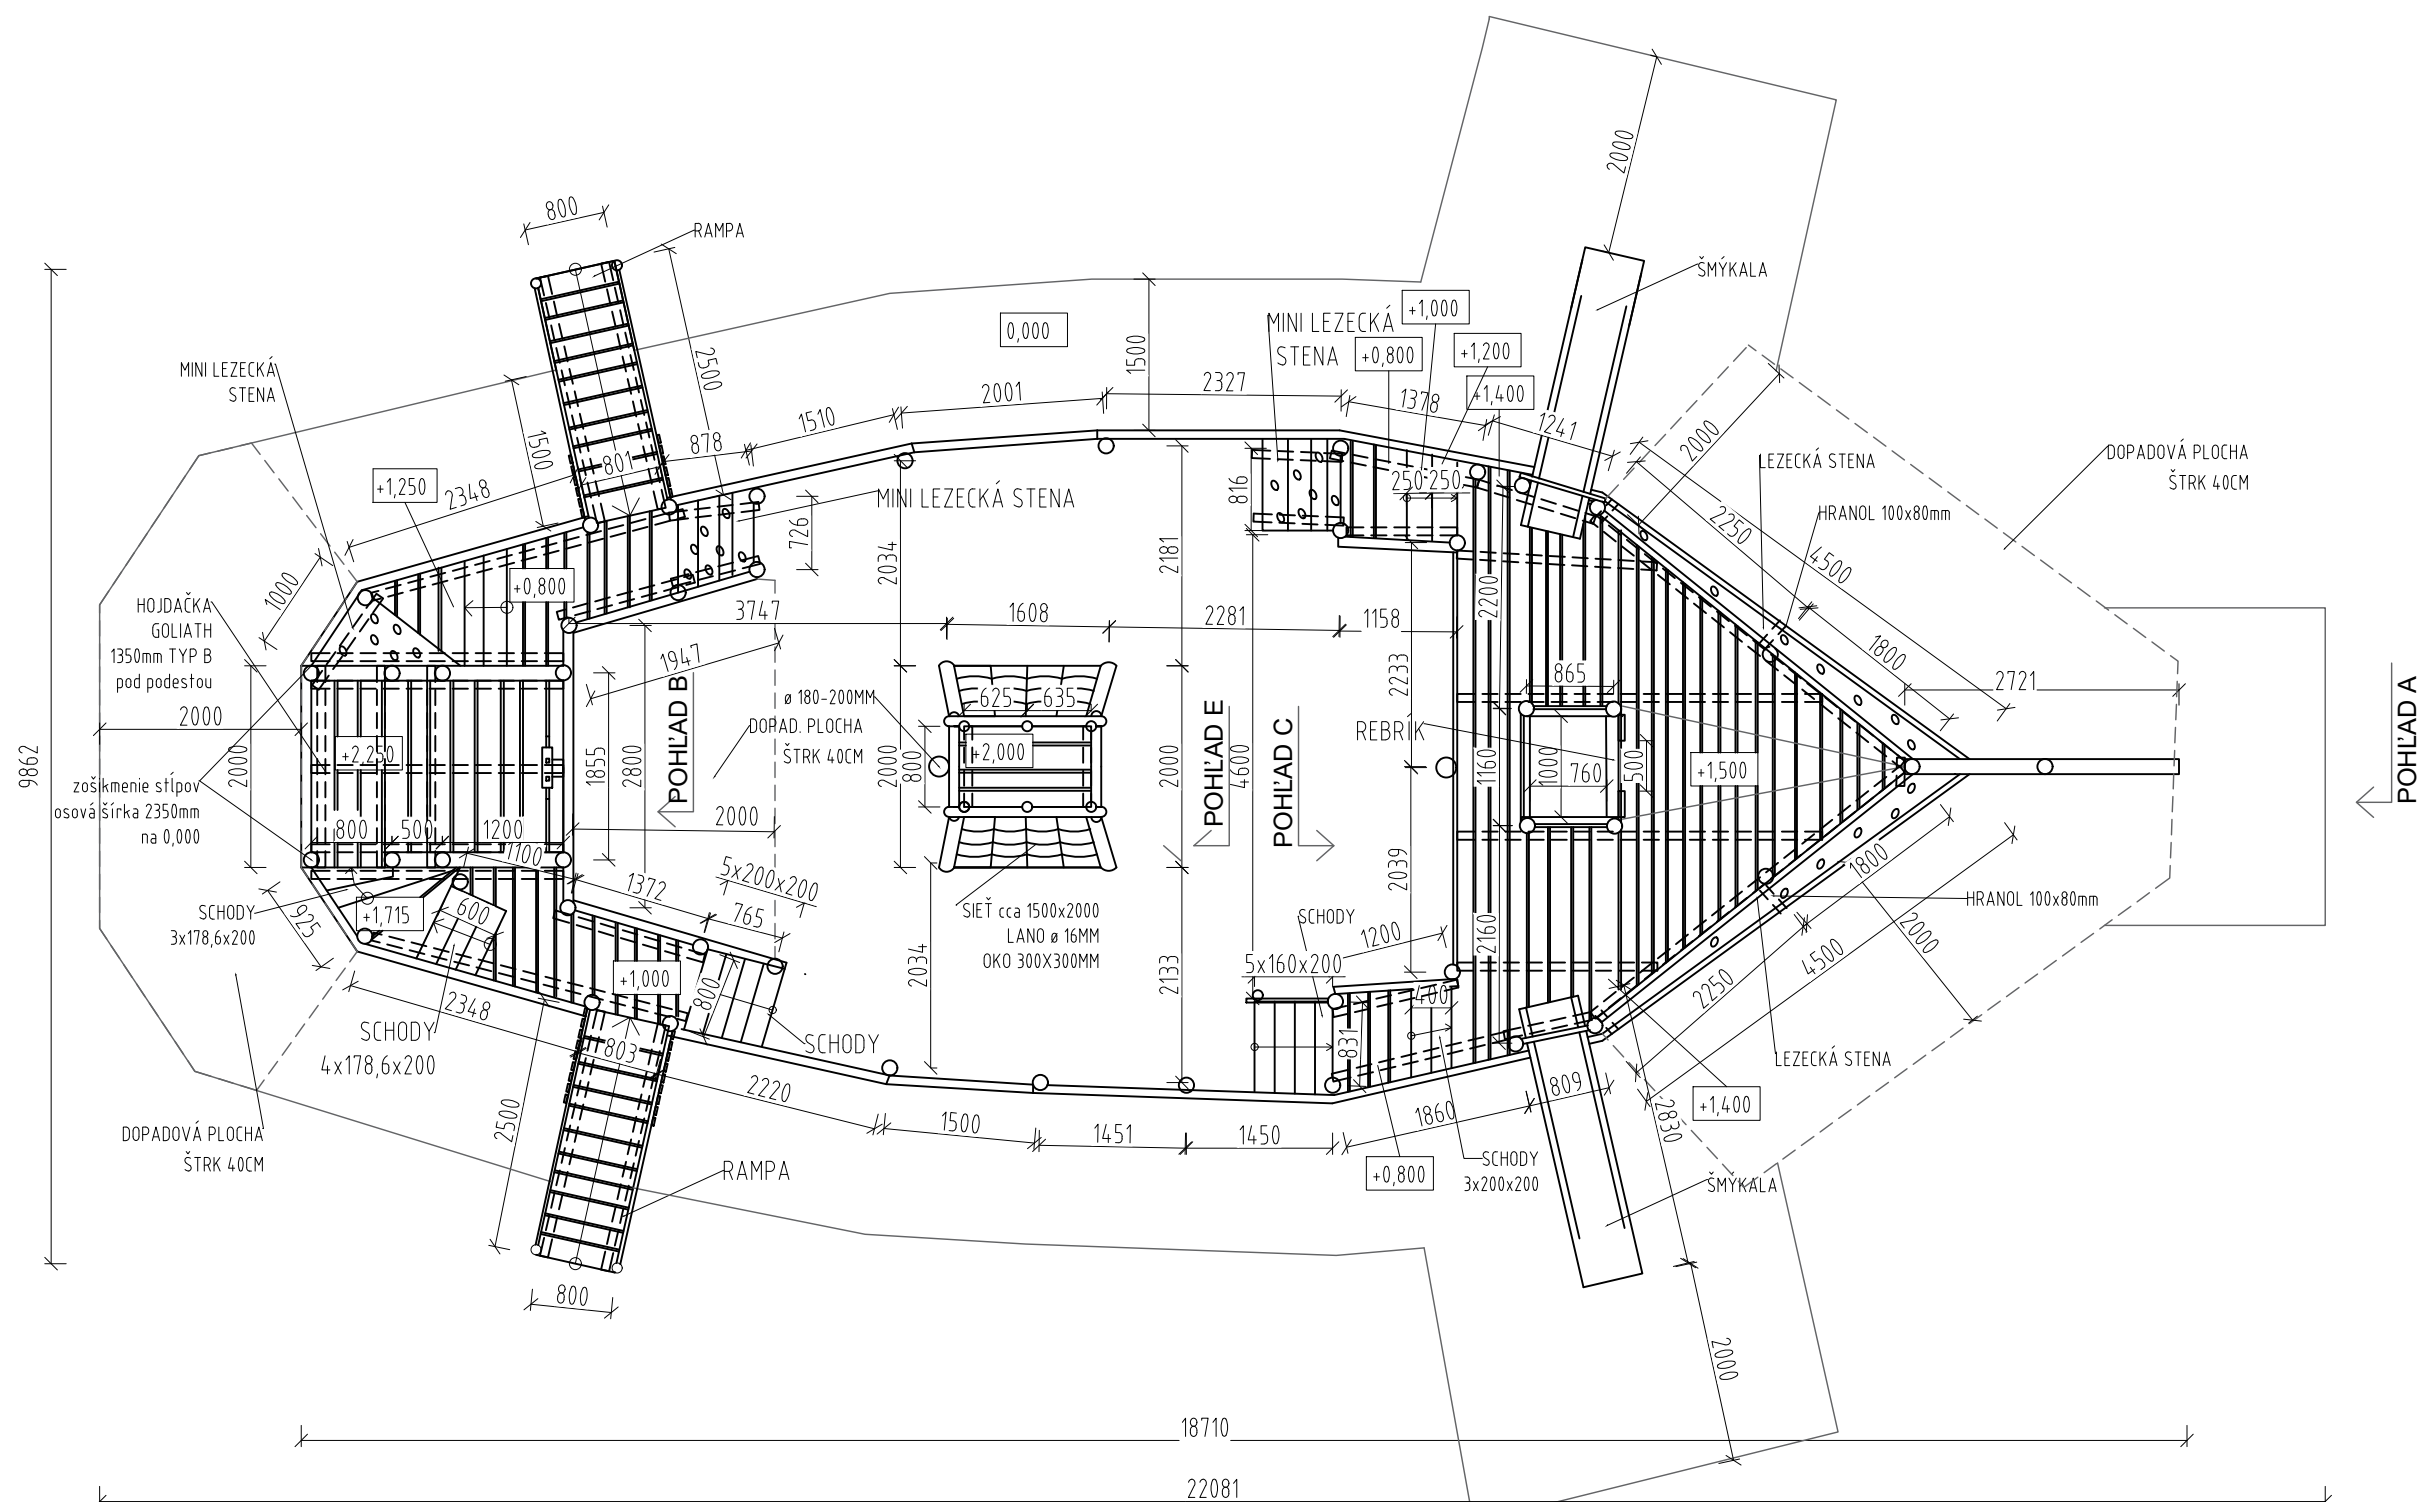 2000
800
RAMPA
ŠMÝKALA
+1,000
0,000
MINI LEZECKÁ
STENA
1500
+0,800
+1,200
2500
MINI LEZECKÁ
STENA
2327
2001
1378
+1,400
1510
1241
878
1500
801
2000
DOPADOVÁ PLOCHA
ŠTRK 40CM
LEZECKÁ STENA
+1,250
2348
816
250
250
MINI LEZECKÁ STENA
HRANOL 100x80mm
726
2250
2034
2181
4500
1000
+0,800
2200
HOJDAČKA
GOLIATH
1350mm TYP B
pod podestou
3747
1608
2281
1158
1947
1800
2233
865
2721
POHĽAD B
ø 180-200MM
625
635
POHĽAD E
POHĽAD C
POHĽAD A
2000
DOPAD. PLOCHA
ŠTRK 40CM
REBRÍK
+2,250
+2,000
9862
2000
1855
2800
2000
800
2000
4600
1160
1000
760
500
+1,500
zošikmenie stĺpov
osová šírka 2350mm
na 0,000
800
500
1200
2000
1100
2039
1800
1372
5x200x200
765
SCHODY
3x178,6x200
925
+1,715
600
SIEŤ cca 1500x2000
LANO ø 16MM
OKO 300X300MM
SCHODY
HRANOL 100x80mm
1200
2160
2000
2034
2133
5x160x200
4500
+1,000
800
400
2250
2348
SCHODY
4x178,6x200
803
SCHODY
831
LEZECKÁ STENA
2220
809
+1,400
2500
1500
1451
1450
1860
2830
DOPADOVÁ PLOCHA
ŠTRK 40CM
RAMPA
+0,800
SCHODY
3x200x200
ŠMÝKALA
800
2000
18710
22081